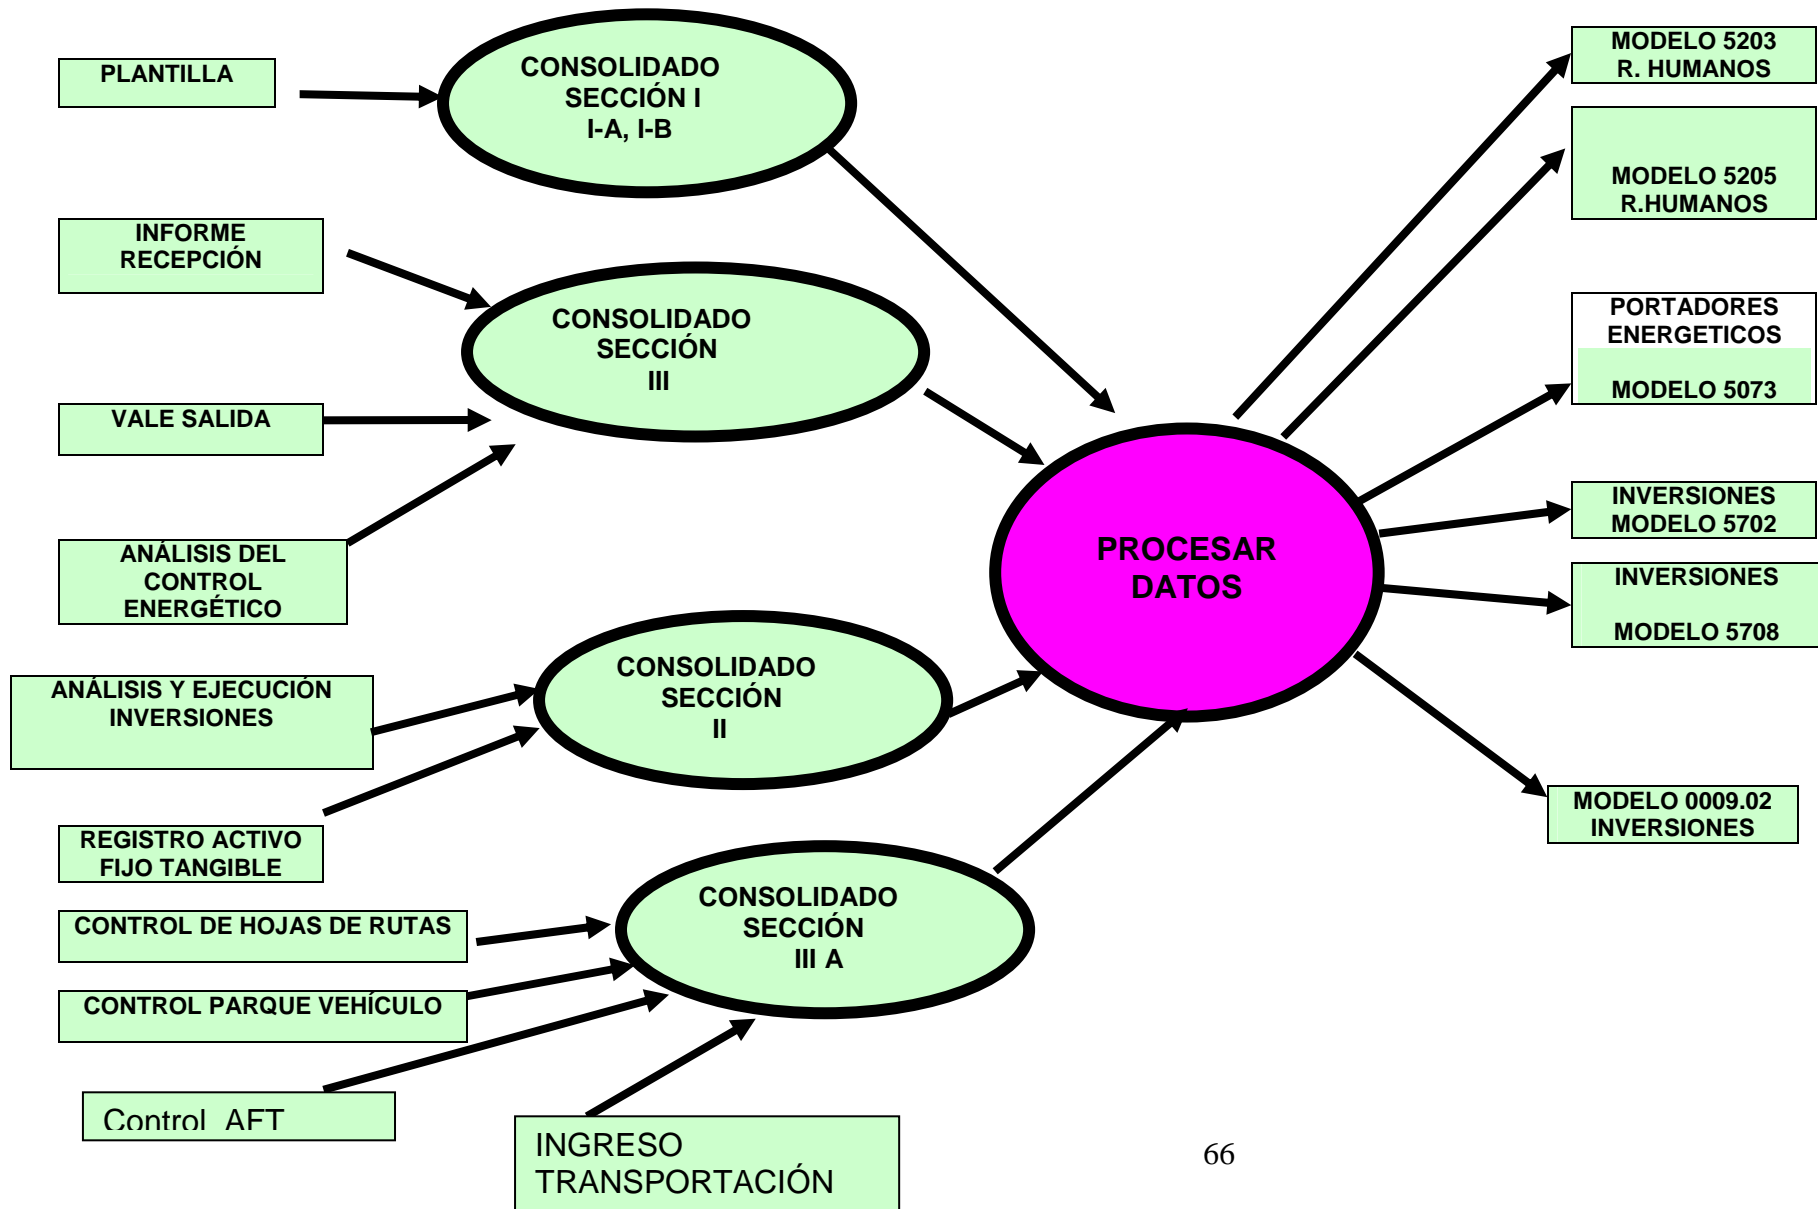 PLANTILLA
CONSOLIDADO
SECCIÓN I
I-A, I-B
MODELO 5203
R. HUMANOS
MODELO 5205
R.HUMANOS
INFORME
RECEPCIÓN
CONSOLIDADO
SECCIÓN
III
PORTADORES
ENERGETICOS
MODELO 5073
VALE SALIDA
ANÁLISIS DEL
CONTROL
ENERGÉTICO
PROCESAR
DATOS
INVERSIONES
MODELO 5702
INVERSIONES
MODELO 5708
ANÁLISIS Y EJECUCIÓN
INVERSIONES
CONSOLIDADO
SECCIÓN
II
REGISTRO ACTIVO
FIJO TANGIBLE
MODELO 0009.02
INVERSIONES
CONTROL DE HOJAS DE RUTAS
CONSOLIDADO
SECCIÓN
III A
CONTROL PARQUE VEHÍCULO
Control AFT
INGRESO
TRANSPORTACIÓN
66